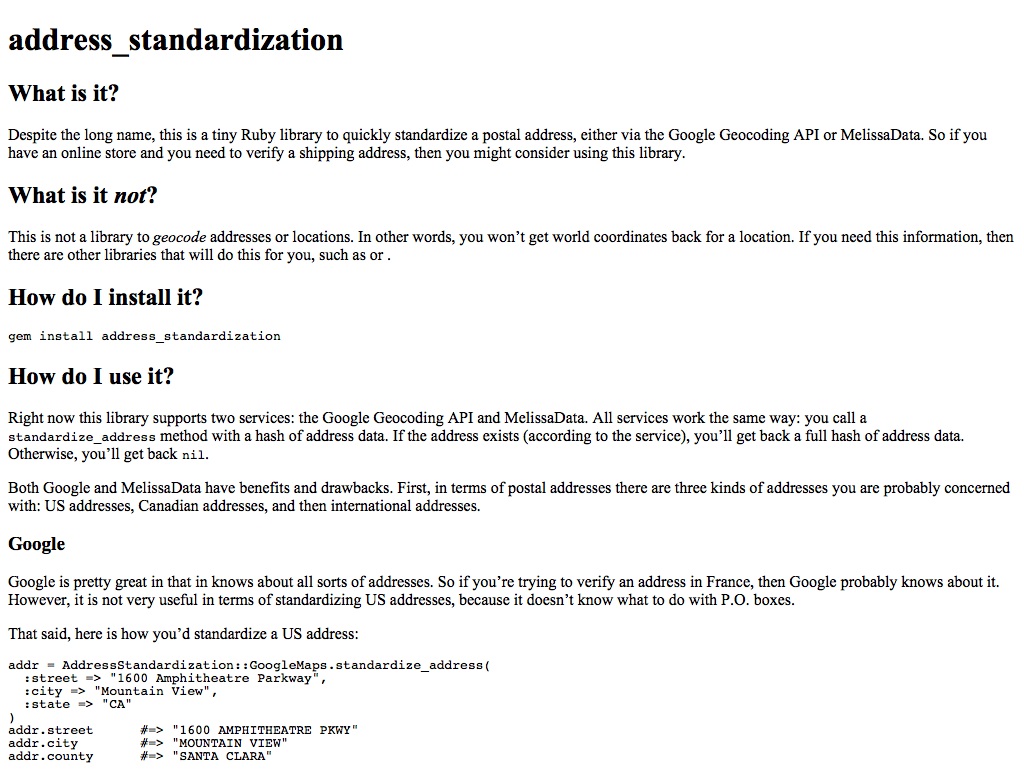 address_standardization
What is it?
Despite the long name, this is a tiny Ruby library to quickly standardize a postal address, either via the Google Geocoding API or MelissaData. So if you
have an online store and you need to verify a shipping address, then you might consider using this library.
What is it not?
This is not a library to geocode addresses or locations. In other words, you won’t get world coordinates back for a location. If you need this information, then
there are other libraries that will do this for you, such as or .
How do I install it?
gem install address_standardization
How do I use it?
Right now this library supports two services: the Google Geocoding API and MelissaData. All services work the same way: you call a
standardize_address method with a hash of address data. If the address exists (according to the service), you’ll get back a full hash of address data.
Otherwise, you’ll get back nil.
Both Google and MelissaData have benefits and drawbacks. First, in terms of postal addresses there are three kinds of addresses you are probably concerned
with: US addresses, Canadian addresses, and then international addresses.
Google
Google is pretty great in that in knows about all sorts of addresses. So if you’re trying to verify an address in France, then Google probably knows about it.
However, it is not very useful in terms of standardizing US addresses, because it doesn’t know what to do with P.O. boxes.
That said, here is how you’d standardize a US address:
addr = AddressStandardization::GoogleMaps.standardize_address(
  :street => "1600 Amphitheatre Parkway",
  :city => "Mountain View",
  :state => "CA"
)
addr.street      #=> "1600 AMPHITHEATRE PKWY"
addr.city        #=> "MOUNTAIN VIEW"
addr.county      #=> "SANTA CLARA"